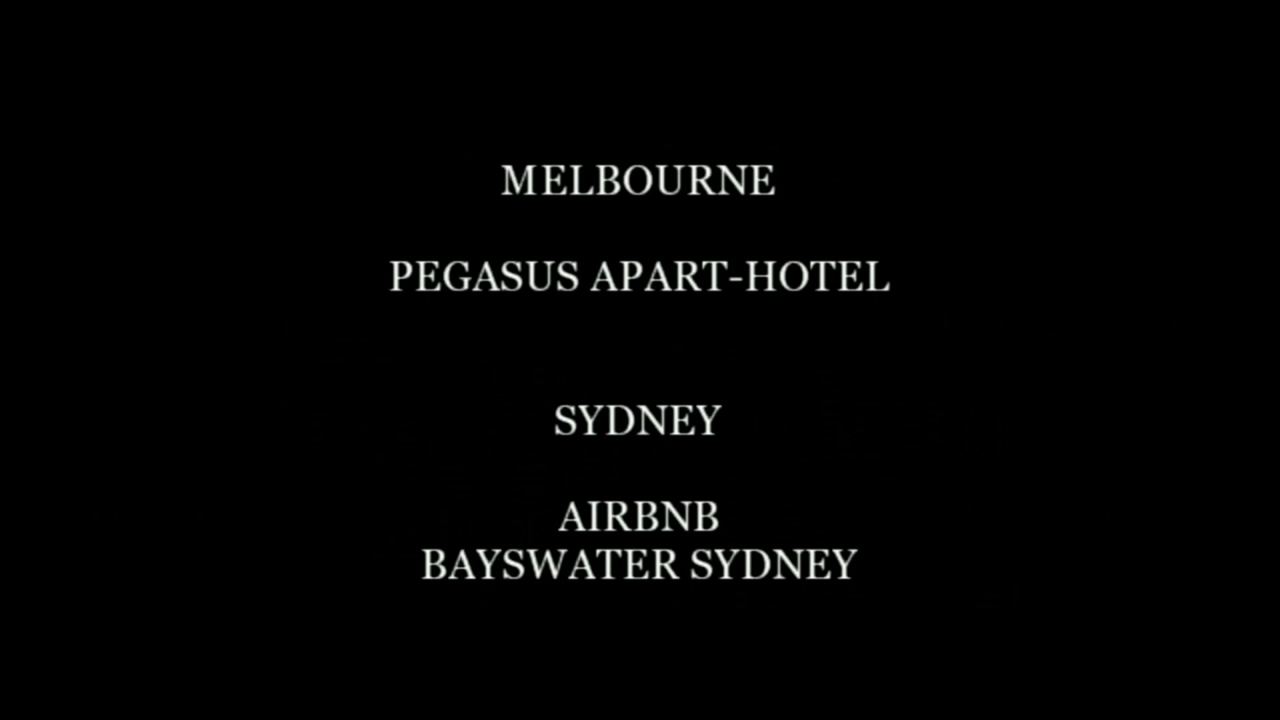 MELBOURNE
PEGASUS APART-HOTEL
SYDNEY
AIRBNB
BAYSWATER SYDNEY